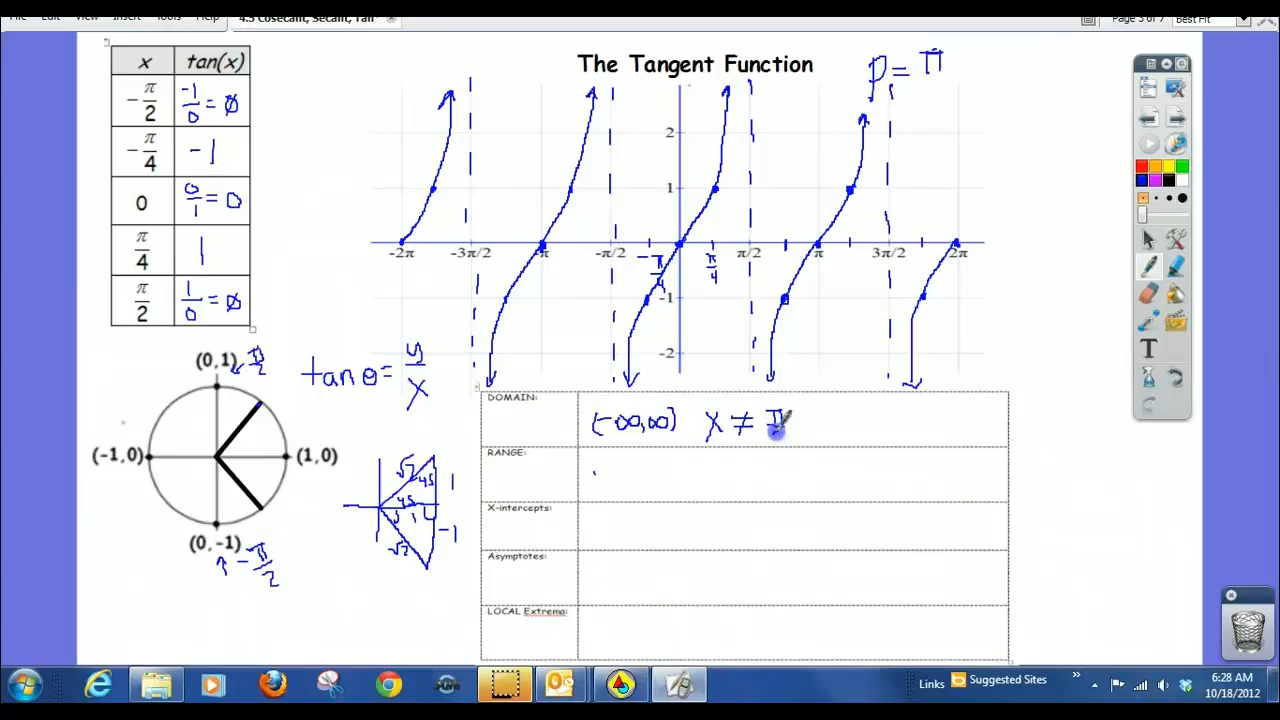 File Edit View Insert Tools Help
4.5 Cosecant, Secant, Tan*
Page 3 of 7
Best Fit
The Tangent Function
P = π
x tan(x)
-π/2 -1/0 = ∅
-π/4 -1
0 0/1 = 0
π/4 1
π/2 1/0 = ∅
2
1
-2π -3π/2 -π -π/2 π/2 π 3π/2 2π
-π/4 π/4
-1
-2
(0,1) π/2
tan θ = y/x
(-1,0) (1,0)
(0,-1) -π/2
√2 45 1
45
1
√2 -1
DOMAIN: (-∞,∞) x ≠ π/2
RANGE:
X-intercepts:
Asymptotes:
LOCAL Extrema:
T
Links Suggested Sites
6:28 AM
10/18/2012